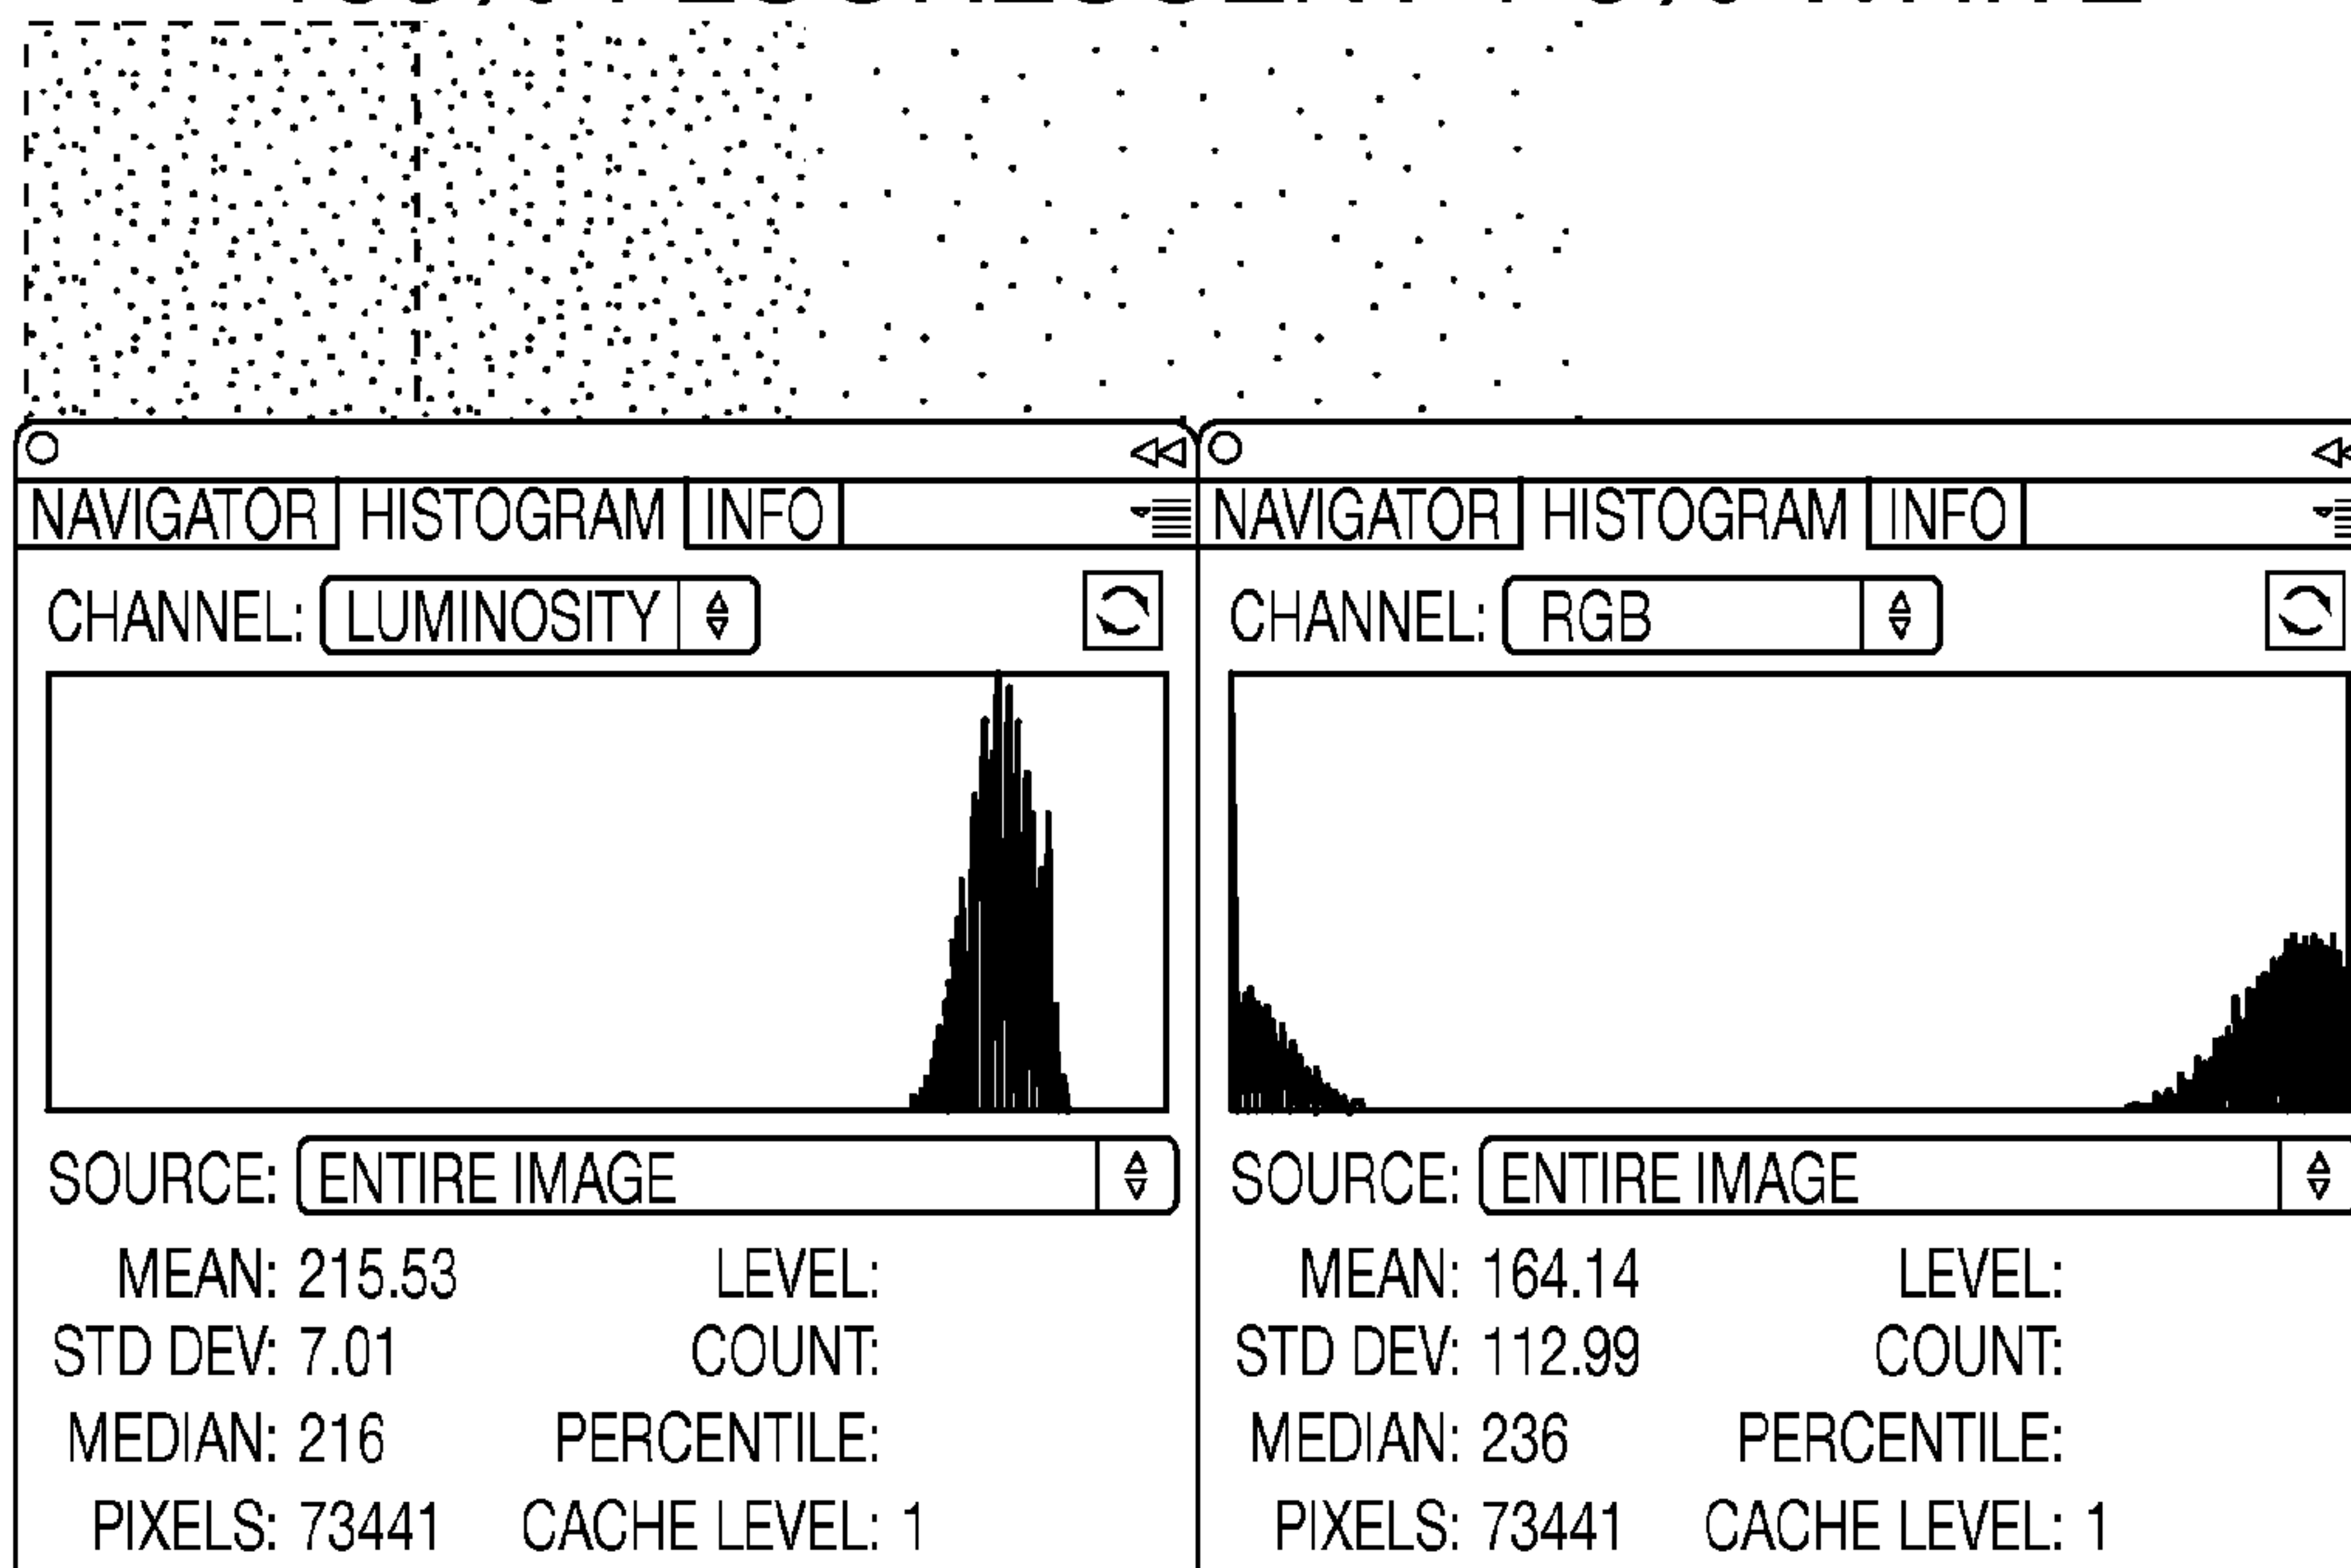 NAVIGATOR HISTOGRAM INFO
CHANNEL: LUMINOSITY
SOURCE: ENTIRE IMAGE
MEAN: 215.53 LEVEL:
STD DEV: 7.01 COUNT:
MEDIAN: 216 PERCENTILE:
PIXELS: 73441 CACHE LEVEL: 1
NAVIGATOR HISTOGRAM INFO
CHANNEL: RGB
SOURCE: ENTIRE IMAGE
MEAN: 164.14 LEVEL:
STD DEV: 112.99 COUNT:
MEDIAN: 236 PERCENTILE:
PIXELS: 73441 CACHE LEVEL: 1